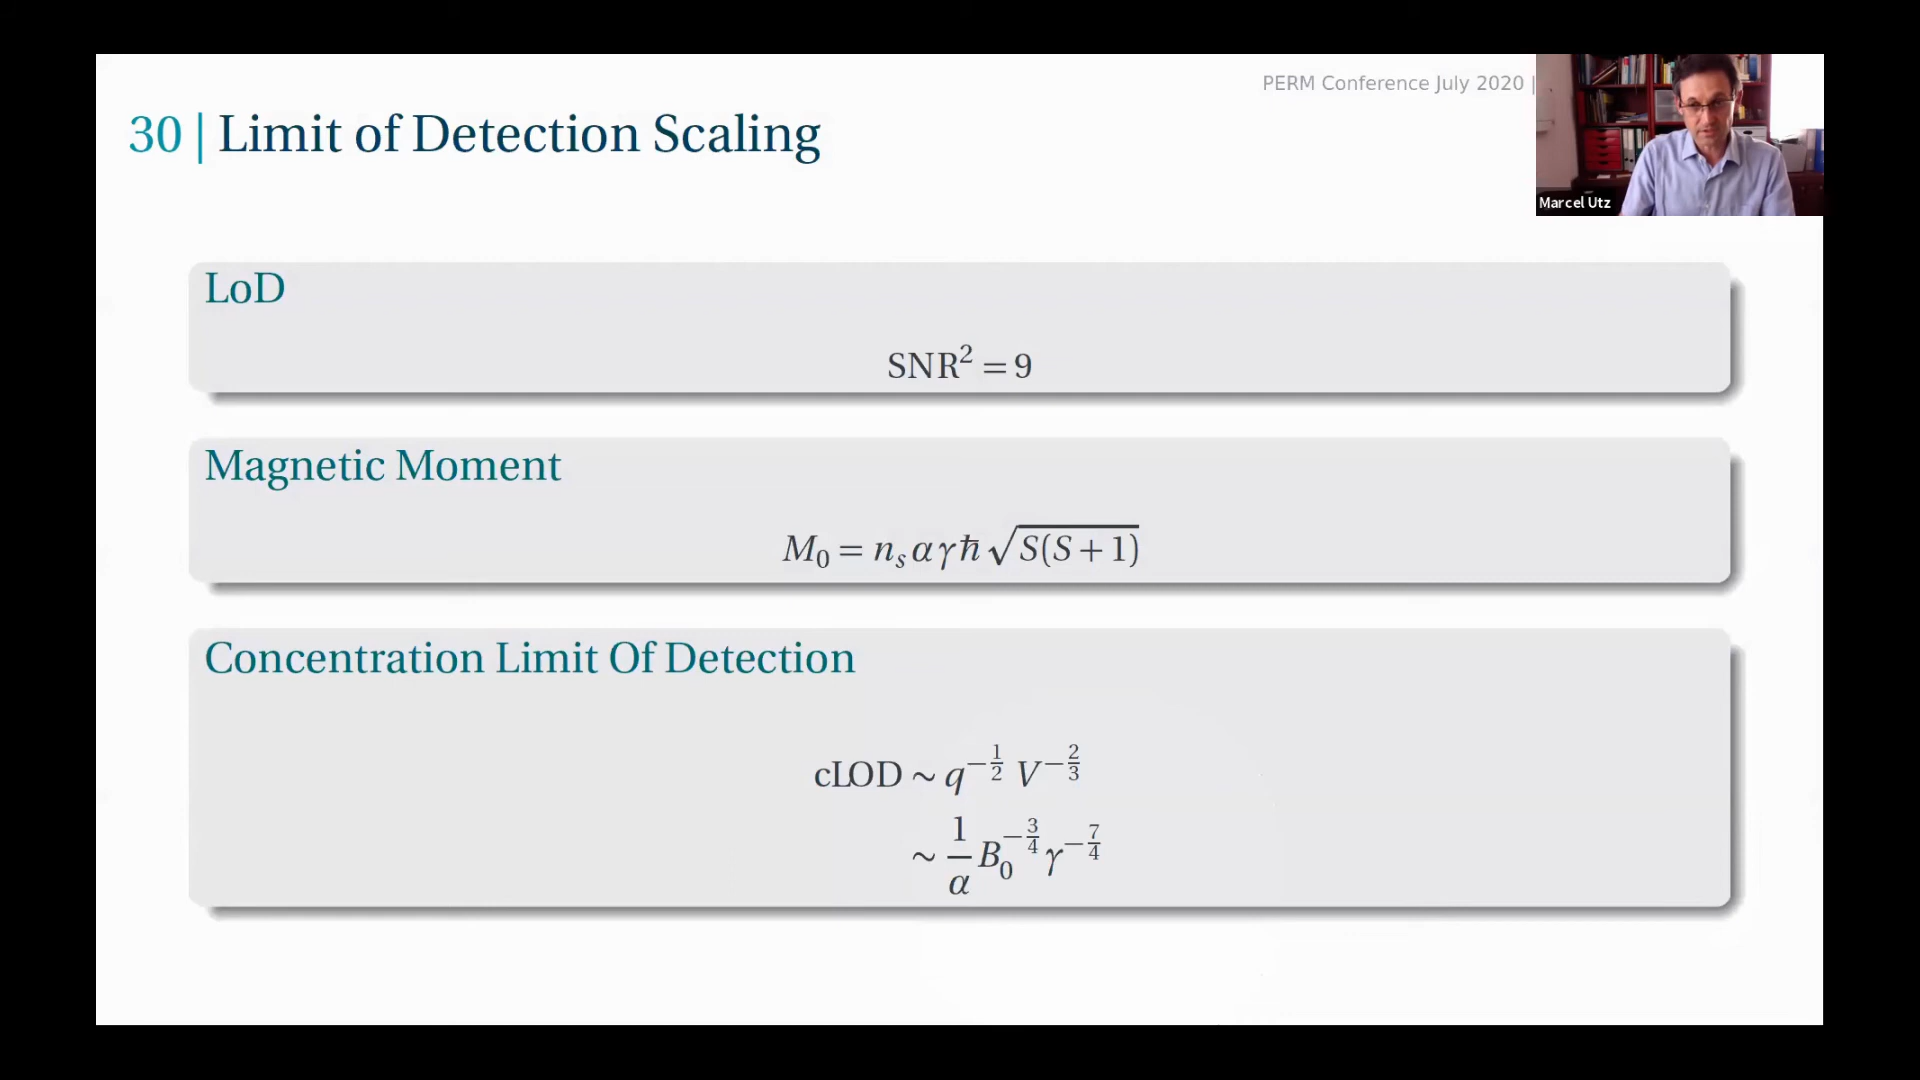 PERM Conference July 2020 |
30 | Limit of Detection Scaling
Marcel Utz
LoD
SNR² = 9
Magnetic Moment
M₀ = nₛαγħ√S(S + 1)
Concentration Limit Of Detection
cLOD ∼ q^{-1/2} V^{-2/3}
∼ 1/α B₀^{-3/4} γ^{-7/4}